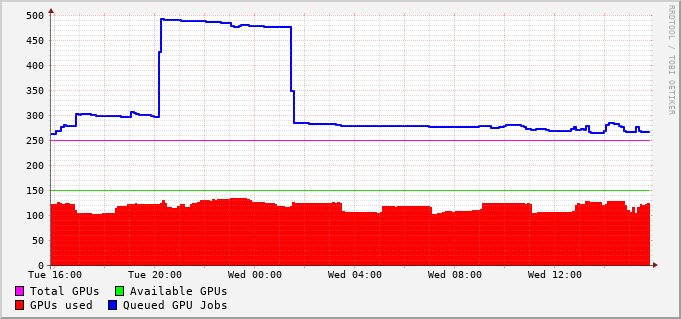 RRDTOOL / TOBI OETIKER
500
450
400
350
300
250
200
150
100
50
0
Tue 16:00 Tue 20:00 Wed 00:00 Wed 04:00 Wed 08:00 Wed 12:00
Total GPUs Available GPUs
GPUs used Queued GPU Jobs